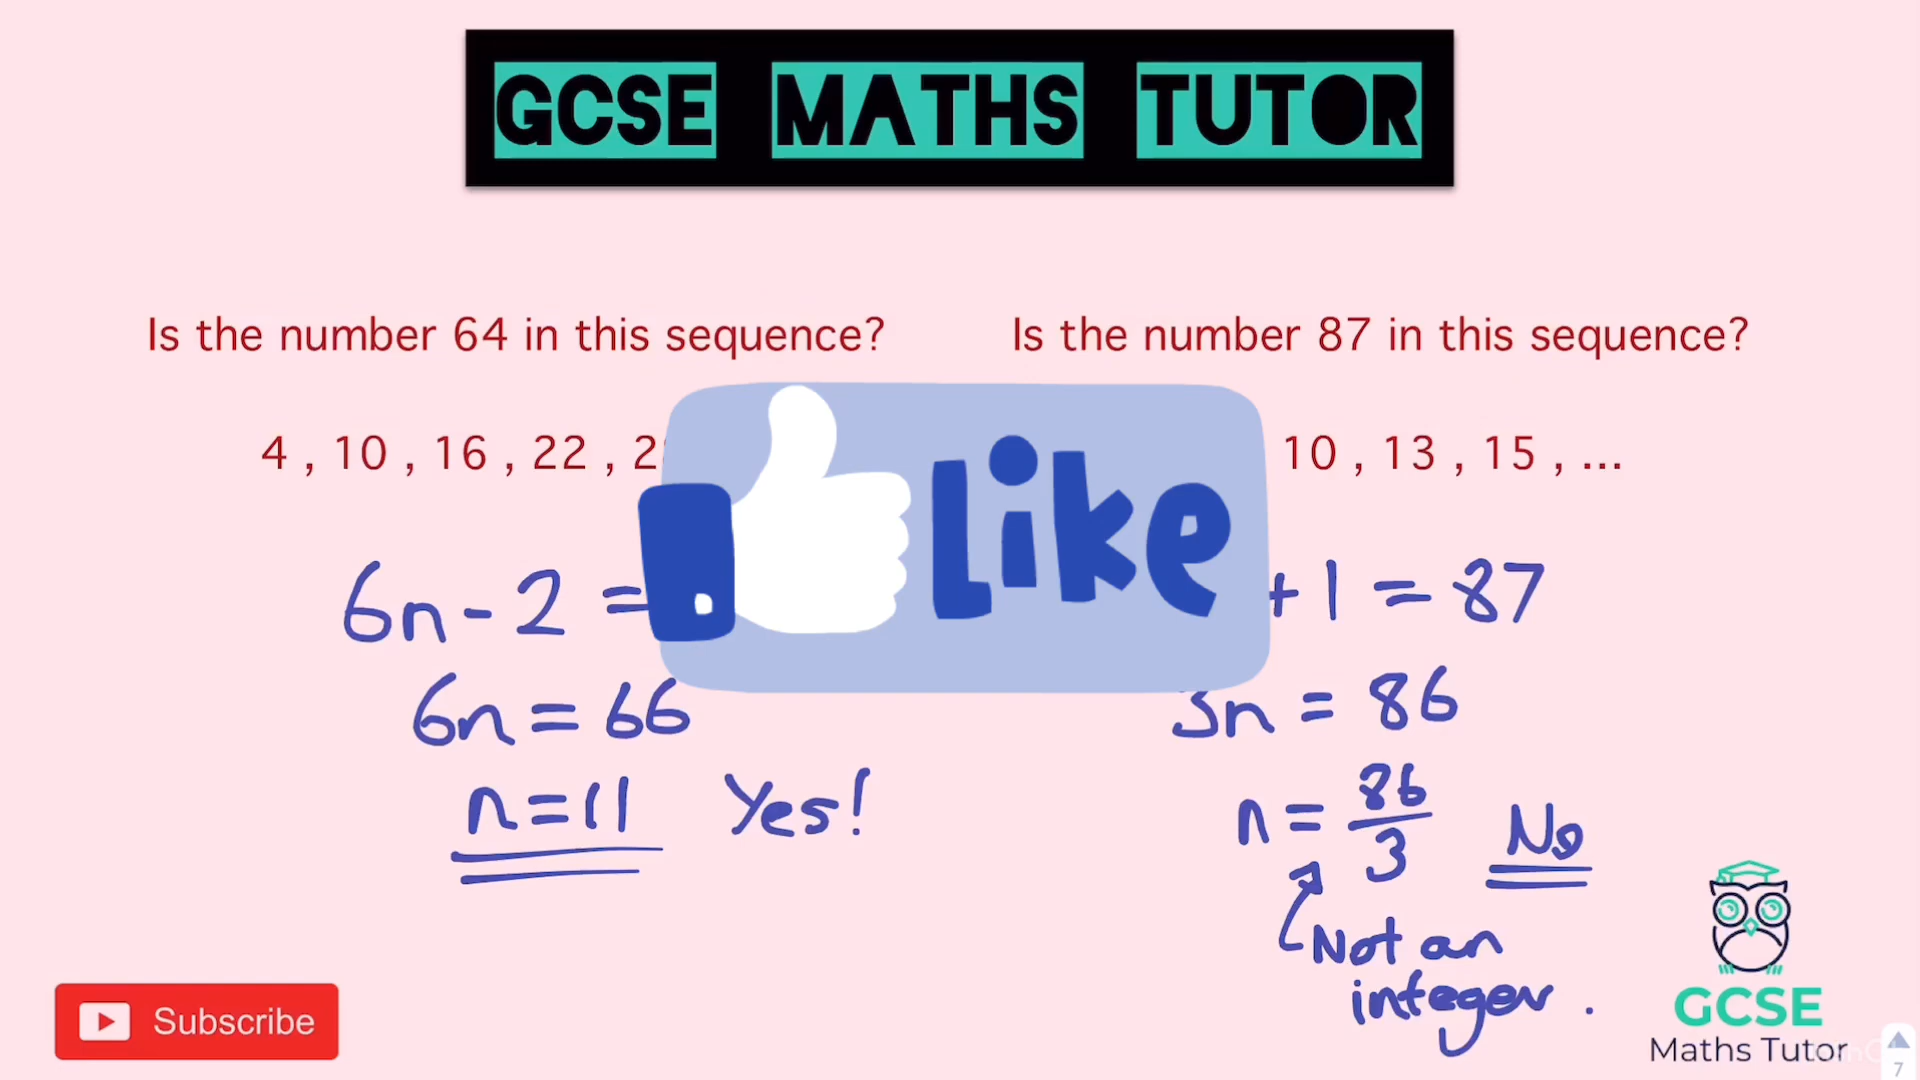 GCSE MATHS TUTOR
Is the number 64 in this sequence?
Is the number 87 in this sequence?
4 , 10 , 16 , 22 , 2
10 , 13 , 15 , ...
Like
6n - 2 =
+ 1 = 87
6n = 66
3n = 86
n = 11 Yes!
n = 86/3 No
Not an
integer .
Subscribe
GCSE
Maths Tutor
7